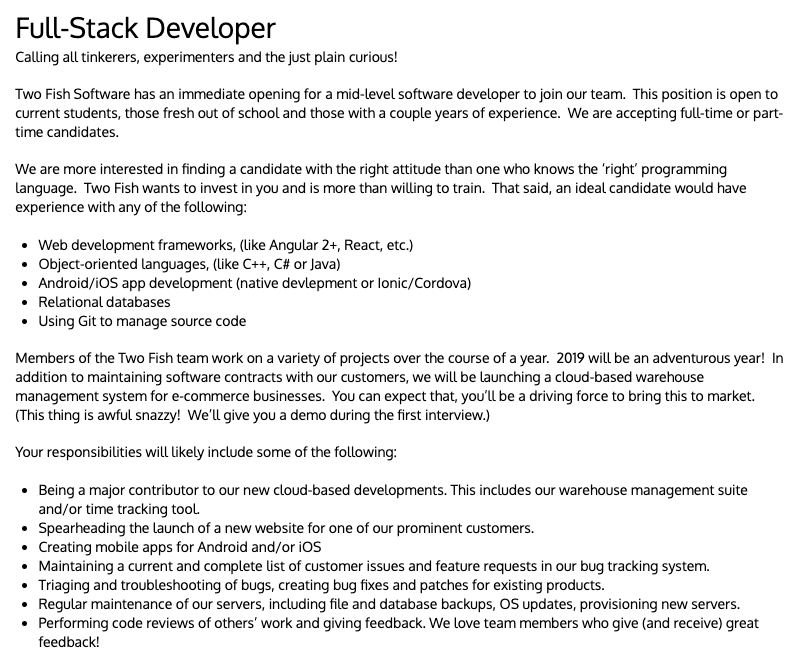 Full-Stack Developer
Calling all tinkerers, experimenters and the just plain curious!
Two Fish Software has an immediate opening for a mid-level software developer to join our team.  This position is open to
current students, those fresh out of school and those with a couple years of experience.  We are accepting full-time or part-
time candidates.
We are more interested in finding a candidate with the right attitude than one who knows the ‘right’ programming
language.  Two Fish wants to invest in you and is more than willing to train.  That said, an ideal candidate would have
experience with any of the following:
• Web development frameworks, (like Angular 2+, React, etc.)
• Object-oriented languages, (like C++, C# or Java)
• Android/iOS app development (native devlepment or Ionic/Cordova)
• Relational databases
• Using Git to manage source code
Members of the Two Fish team work on a variety of projects over the course of a year.  2019 will be an adventurous year!  In
addition to maintaining software contracts with our customers, we will be launching a cloud-based warehouse
management system for e-commerce businesses.  You can expect that, you’ll be a driving force to bring this to market.
(This thing is awful snazzy!  We’ll give you a demo during the first interview.)
Your responsibilities will likely include some of the following:
• Being a major contributor to our new cloud-based developments. This includes our warehouse management suite
and/or time tracking tool.
• Spearheading the launch of a new website for one of our prominent customers.
• Creating mobile apps for Android and/or iOS
• Maintaining a current and complete list of customer issues and feature requests in our bug tracking system.
• Triaging and troubleshooting of bugs, creating bug fixes and patches for existing products.
• Regular maintenance of our servers, including file and database backups, OS updates, provisioning new servers.
• Performing code reviews of others’ work and giving feedback. We love team members who give (and receive) great
feedback!